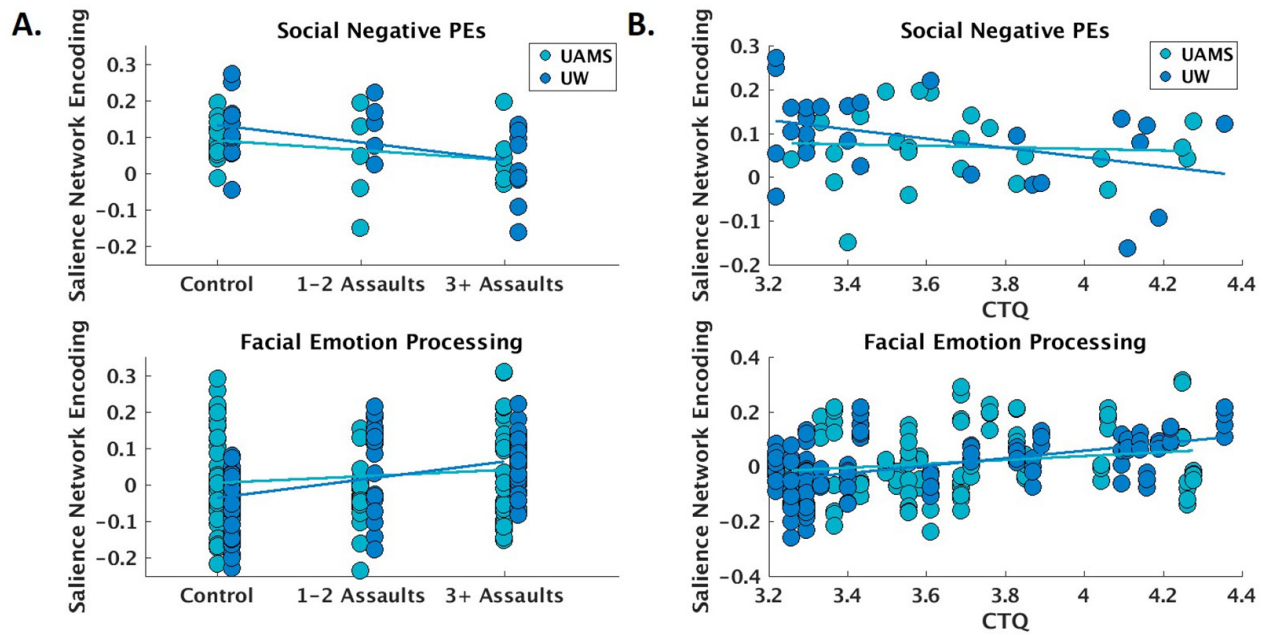 A.
Social Negative PEs
Salience Network Encoding
0.3
0.2
0.1
0
−0.1
−0.2
UAMS
UW
Control
1−2 Assaults
3+ Assaults
Facial Emotion Processing
Salience Network Encoding
0.3
0.2
0.1
0
−0.1
−0.2
Control
1−2 Assaults
3+ Assaults
B.
Social Negative PEs
Salience Network Encoding
0.3
0.2
0.1
0
−0.1
−0.2
UAMS
UW
3.2
3.4
3.6
3.8
4
4.2
4.4
CTQ
Facial Emotion Processing
Salience Network Encoding
0.4
0.2
0
−0.2
−0.4
3.2
3.4
3.6
3.8
4
4.2
4.4
CTQ